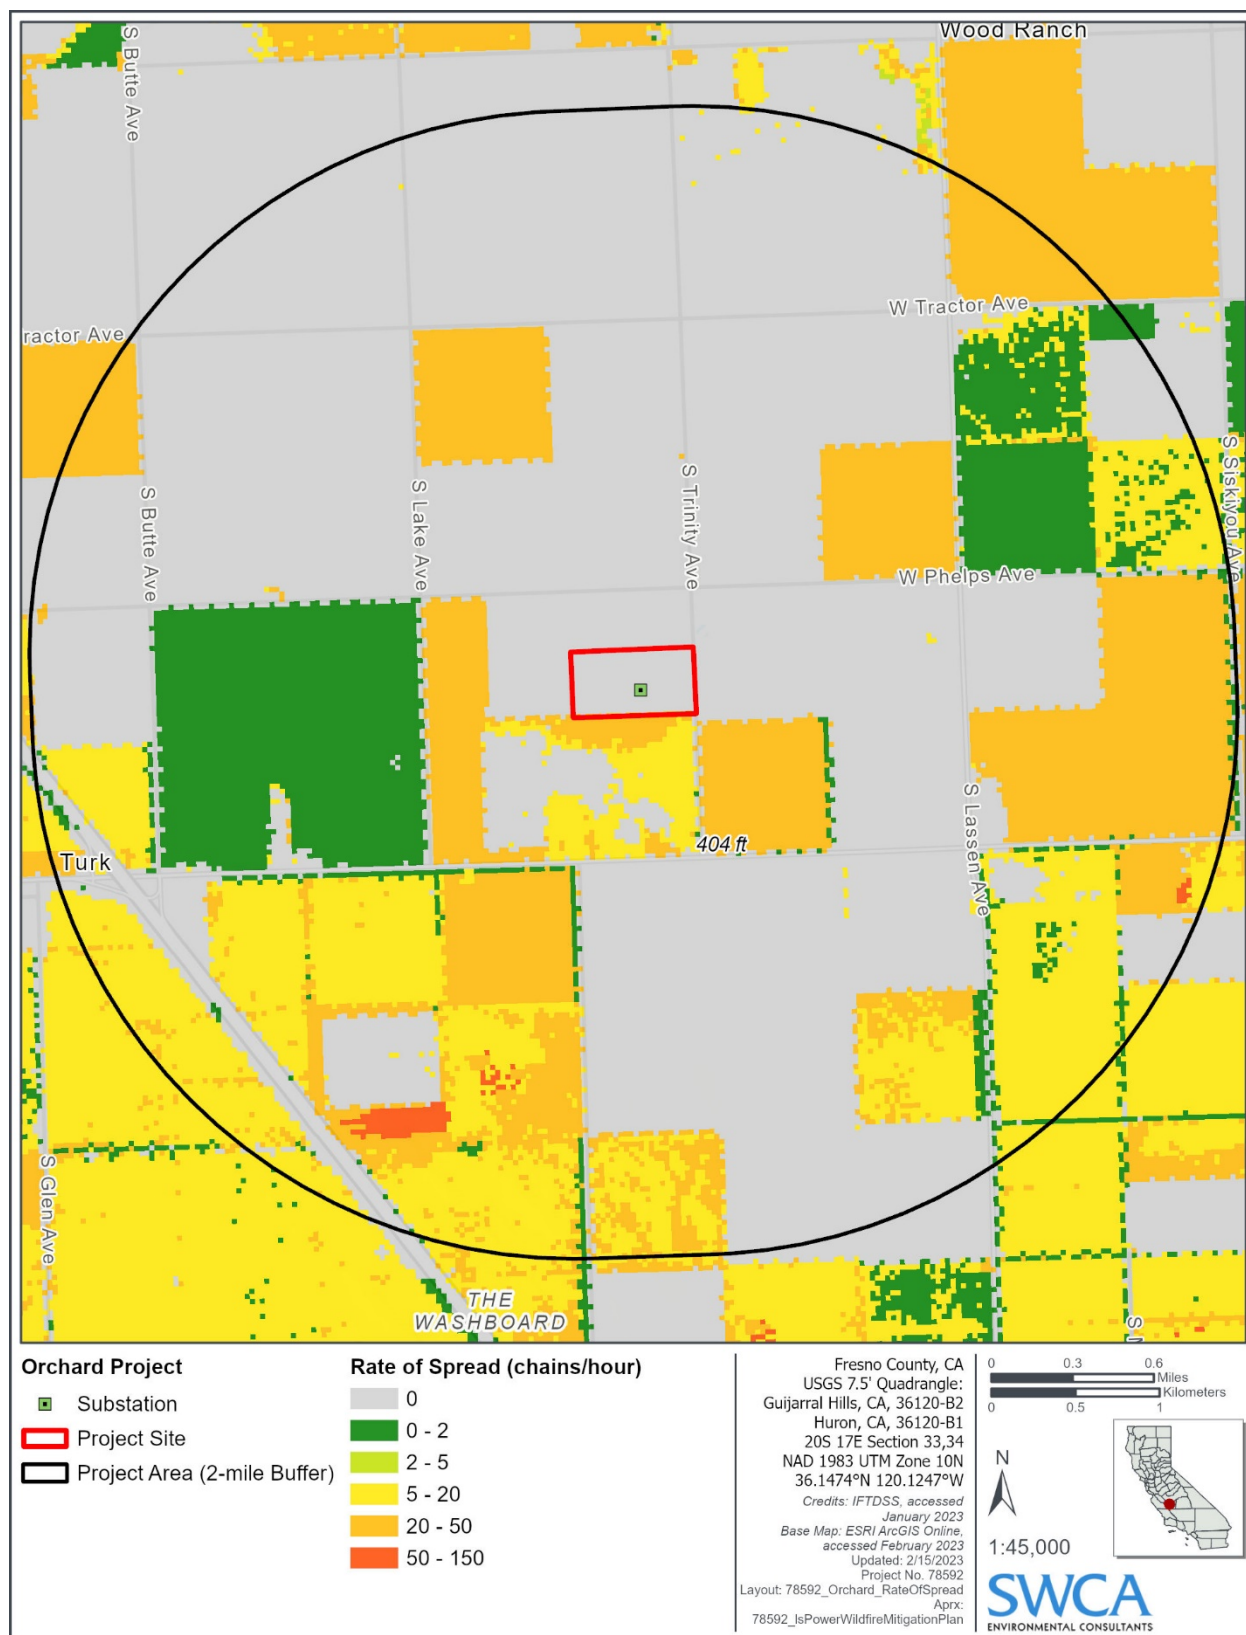 Wood Ranch
S Butte Ave
W Tractor Ave
ractor Ave
S Siskiyou Ave
S Butte Ave
S Lake Ave
S Trinity Ave
W Phelps Ave
S Lassen Ave
404 ft
Turk
S Glen Ave
THE
WASHBOARD
S
Orchard Project
Substation
Project Site
Project Area (2-mile Buffer)
Rate of Spread (chains/hour)
0
0 - 2
2 - 5
5 - 20
20 - 50
50 - 150
Fresno County, CA
USGS 7.5' Quadrangle:
Guijarral Hills, CA, 36120-B2
Huron, CA, 36120-B1
20S 17E Section 33,34
NAD 1983 UTM Zone 10N
36.1474°N 120.1247°W
Credits: IFTDSS, accessed
January 2023
Base Map: ESRI ArcGIS Online,
accessed February 2023
Updated: 2/15/2023
Project No. 78592
Layout: 78592_Orchard_RateOfSpread
Aprx:
78592_IsPowerWildfireMitigationPlan
0 0.3 0.6
Miles
Kilometers
0 0.5 1
N
1:45,000
SWCA
ENVIRONMENTAL CONSULTANTS